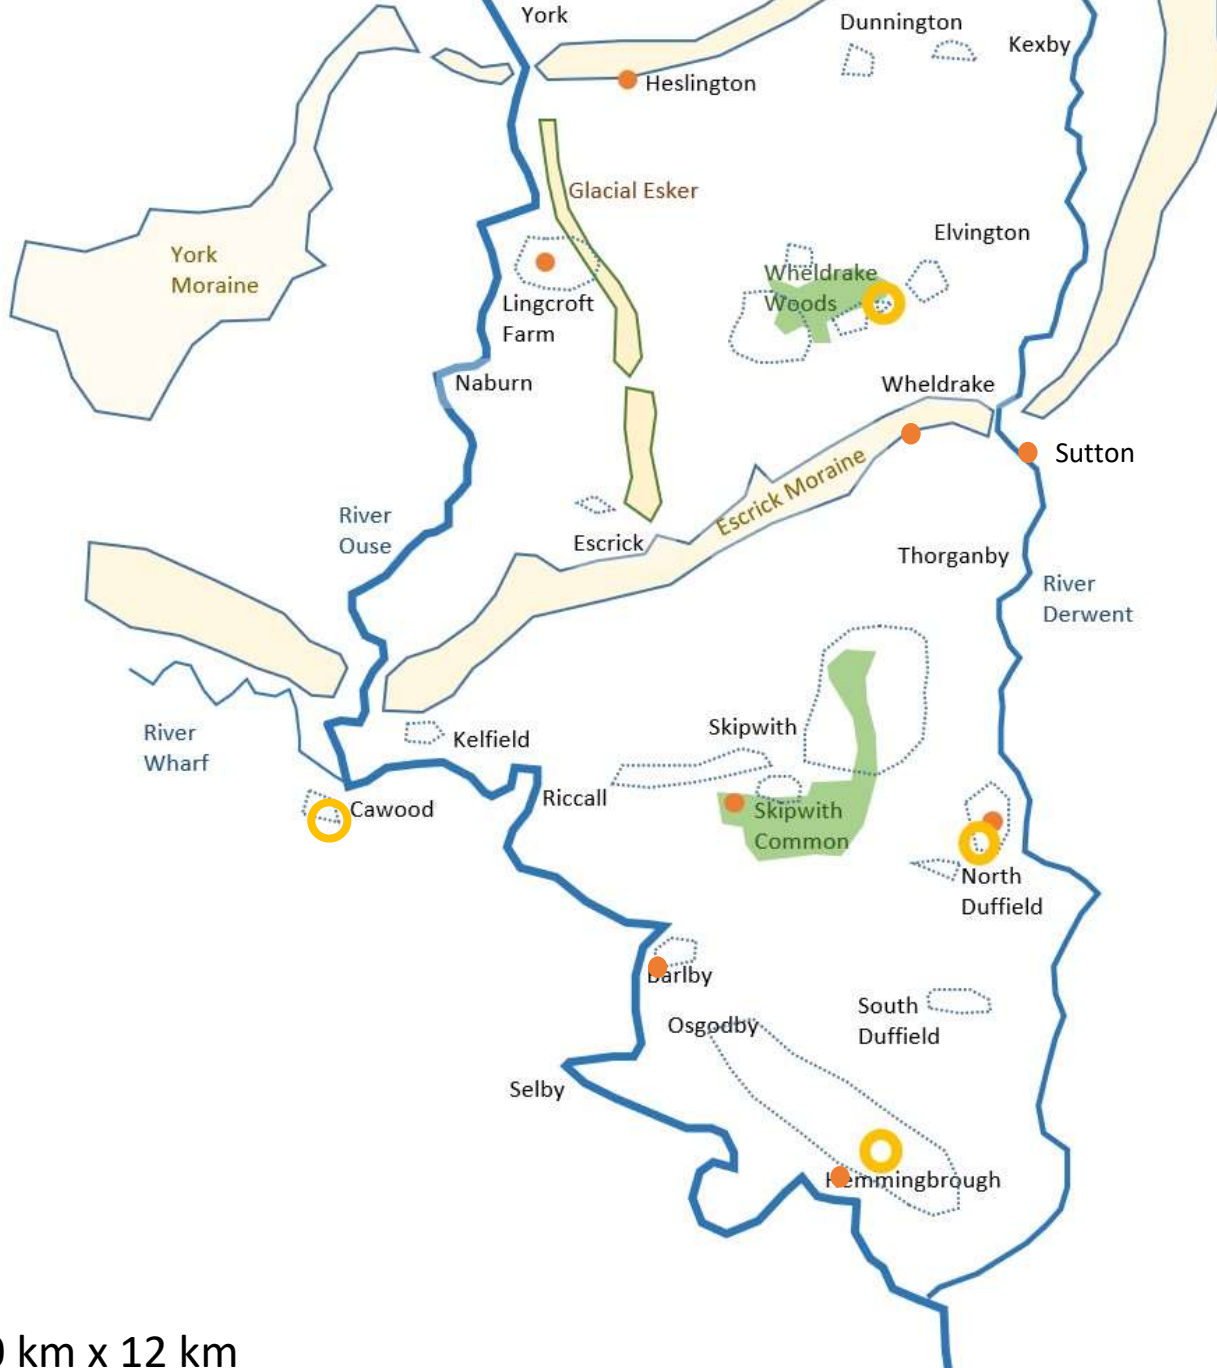 York
Dunnington
Kexby
Heslington
Glacial Esker
York
Moraine
Elvington
Wheldrake
Woods
Lingcroft
Farm
Naburn
Wheldrake
Sutton
Escrick Moraine
River
Ouse
Escrick
Thorganby
River
Derwent
River
Wharf
Kelfield
Skipwith
Riccall
Cawood
Skipwith
Common
North
Duffield
Barlby
South
Duffield
Osgodby
Selby
Hemmingbrough
km x 12 km